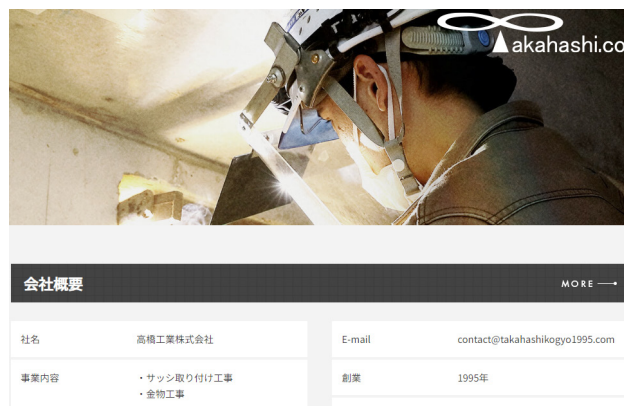 akahashi.co
会社概要
MORE
社名
高橋工業株式会社
事業内容
・サッシ取り付け工事
・金物工事
E-mail
contact@takahashikogyo1995.com
創業
1995年